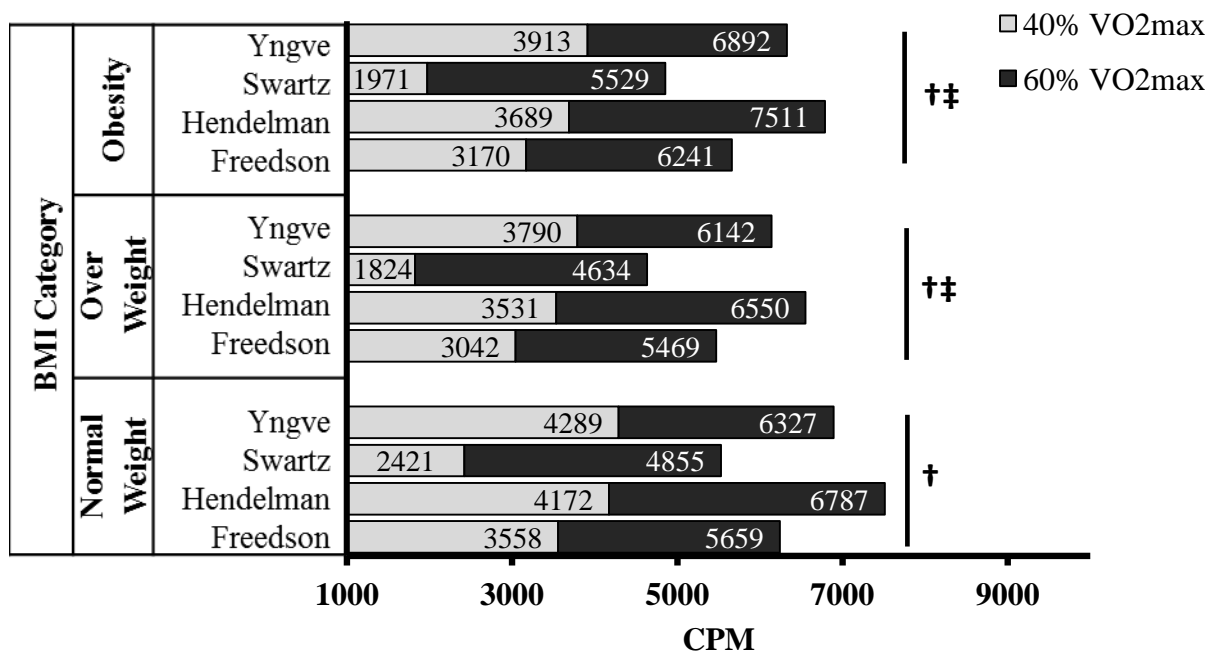 40% VO2max
60% VO2max
BMI Category
Obesity
Yngve 3913 6892
Swartz 1971 5529
Hendelman 3689 7511
Freedson 3170 6241
†‡
Over
Weight
Yngve 3790 6142
Swartz 1824 4634
Hendelman 3531 6550
Freedson 3042 5469
†‡
Normal
Weight
Yngve 4289 6327
Swartz 2421 4855
Hendelman 4172 6787
Freedson 3558 5659
†
1000 3000 5000 7000 9000
CPM